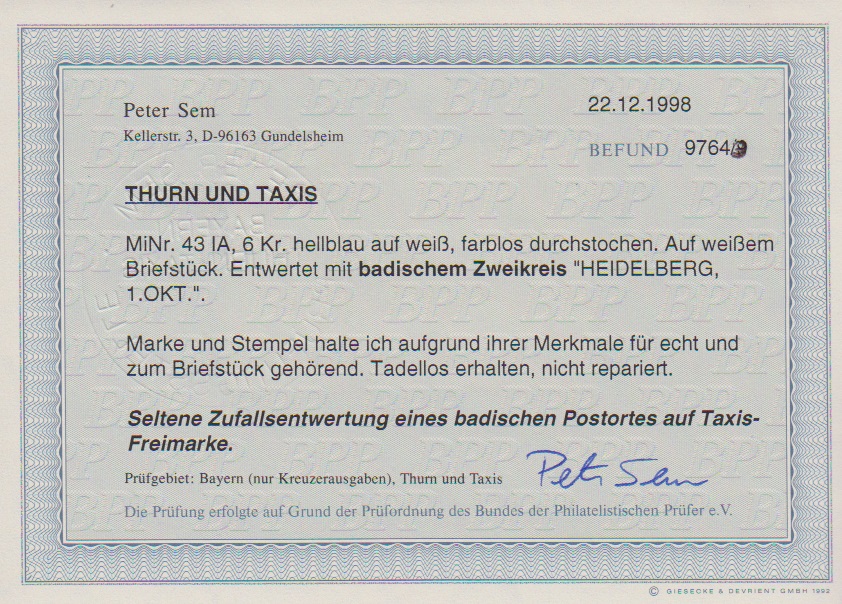 Peter Sem
22.12.1998
Kellerstr. 3, D-96163 Gundelsheim
BEFUND 9764
THURN UND TAXIS
MiNr. 43 IA, 6 Kr. hellblau auf weiß, farblos durchstochen. Auf weißem
Briefstück. Entwertet mit badischem Zweikreis "HEIDELBERG,
1.OKT.".
Marke und Stempel halte ich aufgrund ihrer Merkmale für echt und
zum Briefstück gehörend. Tadellos erhalten, nicht repariert.
Seltene Zufallsentwertung eines badischen Postortes auf Taxis-
Freimarke.
Prüfgebiet: Bayern (nur Kreuzerausgaben), Thurn und Taxis
Peter Sem
Die Prüfung erfolgte auf Grund der Prüfordnung des Bundes der Philatelistischen Prüfer e.V.
© GIESECKE & DEVRIENT GMBH 1992